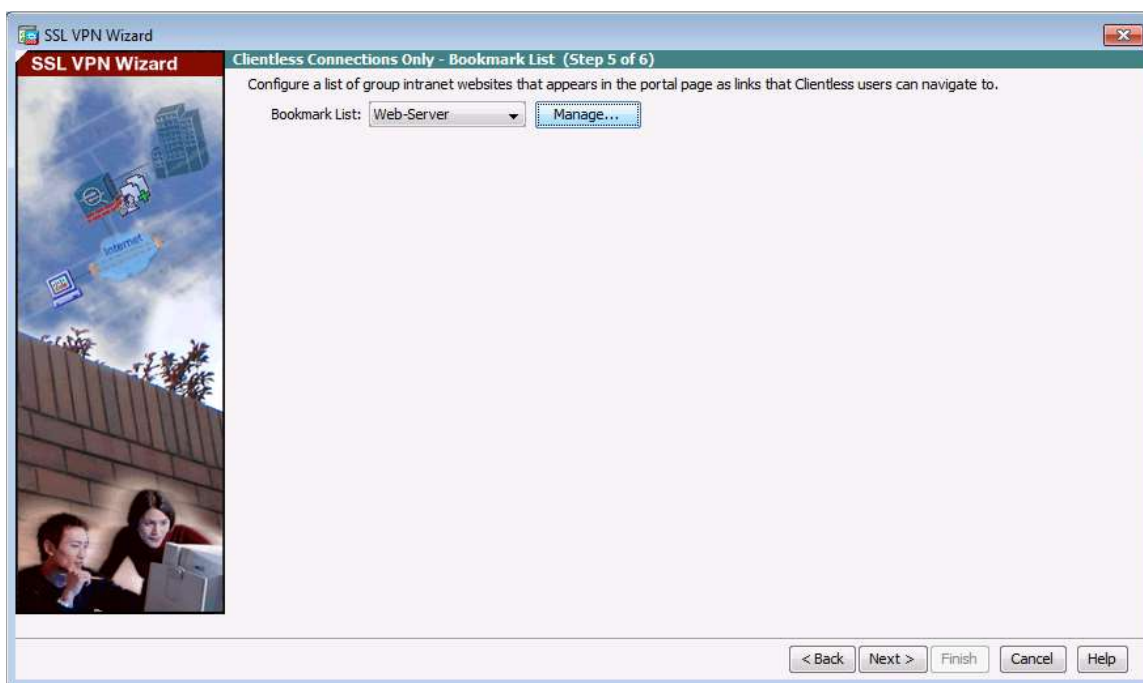 SSL VPN Wizard
SSL VPN Wizard
Clientless Connections Only - Bookmark List (Step 5 of 6)
Configure a list of group intranet websites that appears in the portal page as links that Clientless users can navigate to.
Bookmark List: Web-Server Manage...
Internet
< Back Next > Finish Cancel Help